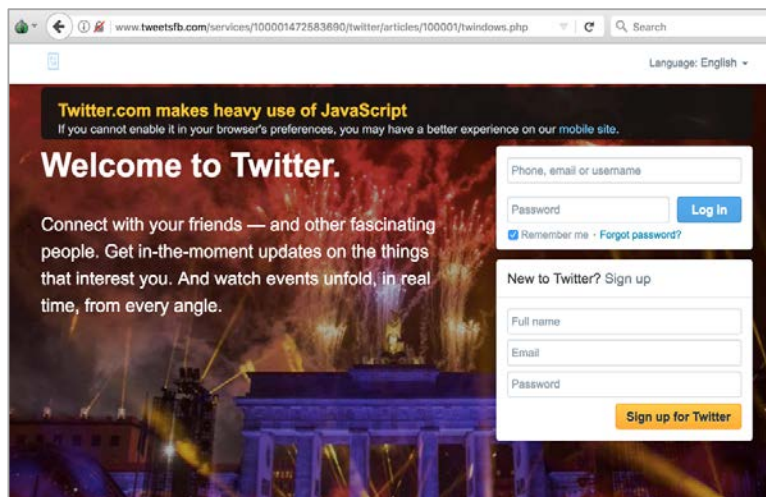 www.tweetsfb.com/services/100001472583690/twitter/articles/100001/twindows.php
Search
Language: English
Twitter.com makes heavy use of JavaScript
If you cannot enable it in your browser's preferences, you may have a better experience on our mobile site.
Welcome to Twitter.
Connect with your friends — and other fascinating
people. Get in-the-moment updates on the things
that interest you. And watch events unfold, in real
time, from every angle.
Phone, email or username
Password
Log in
Remember me · Forgot password?
New to Twitter? Sign up
Full name
Email
Password
Sign up for Twitter